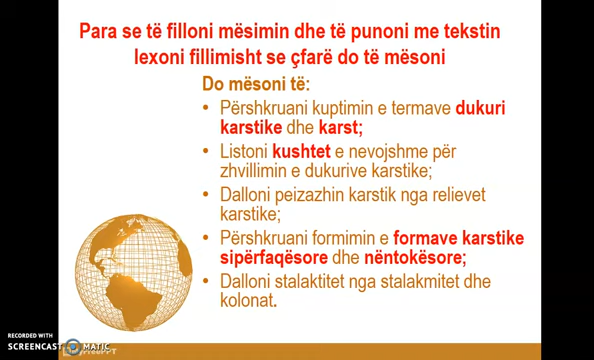 Para se të filloni mësimin dhe të punoni me tekstin
lexoni fillimisht se çfarë do të mësoni
Do mësoni të:
• Përshkruani kuptimin e termave dukuri
karstike dhe karst;
• Listoni kushtet e nevojshme për
zhvillimin e dukurive karstike;
• Dalloni peizazhin karstik nga relievet
karstike;
• Përshkruani formimin e formave karstike
sipërfaqësore dhe nëntokësore;
• Dalloni stalaktitet nga stalakmitet dhe
kolonat.
RECORDED WITH
SCREENCAST MATIC